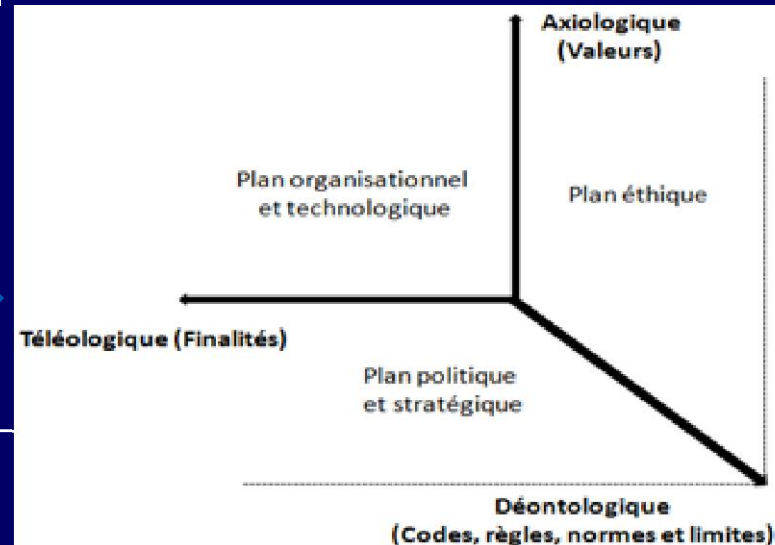 Axiologique
(Valeurs)
Plan organisationnel
et technologique
Plan éthique
Téléologique (Finalités)
Plan politique
et stratégique
Déontologique
(Codes, règles, normes et limites)